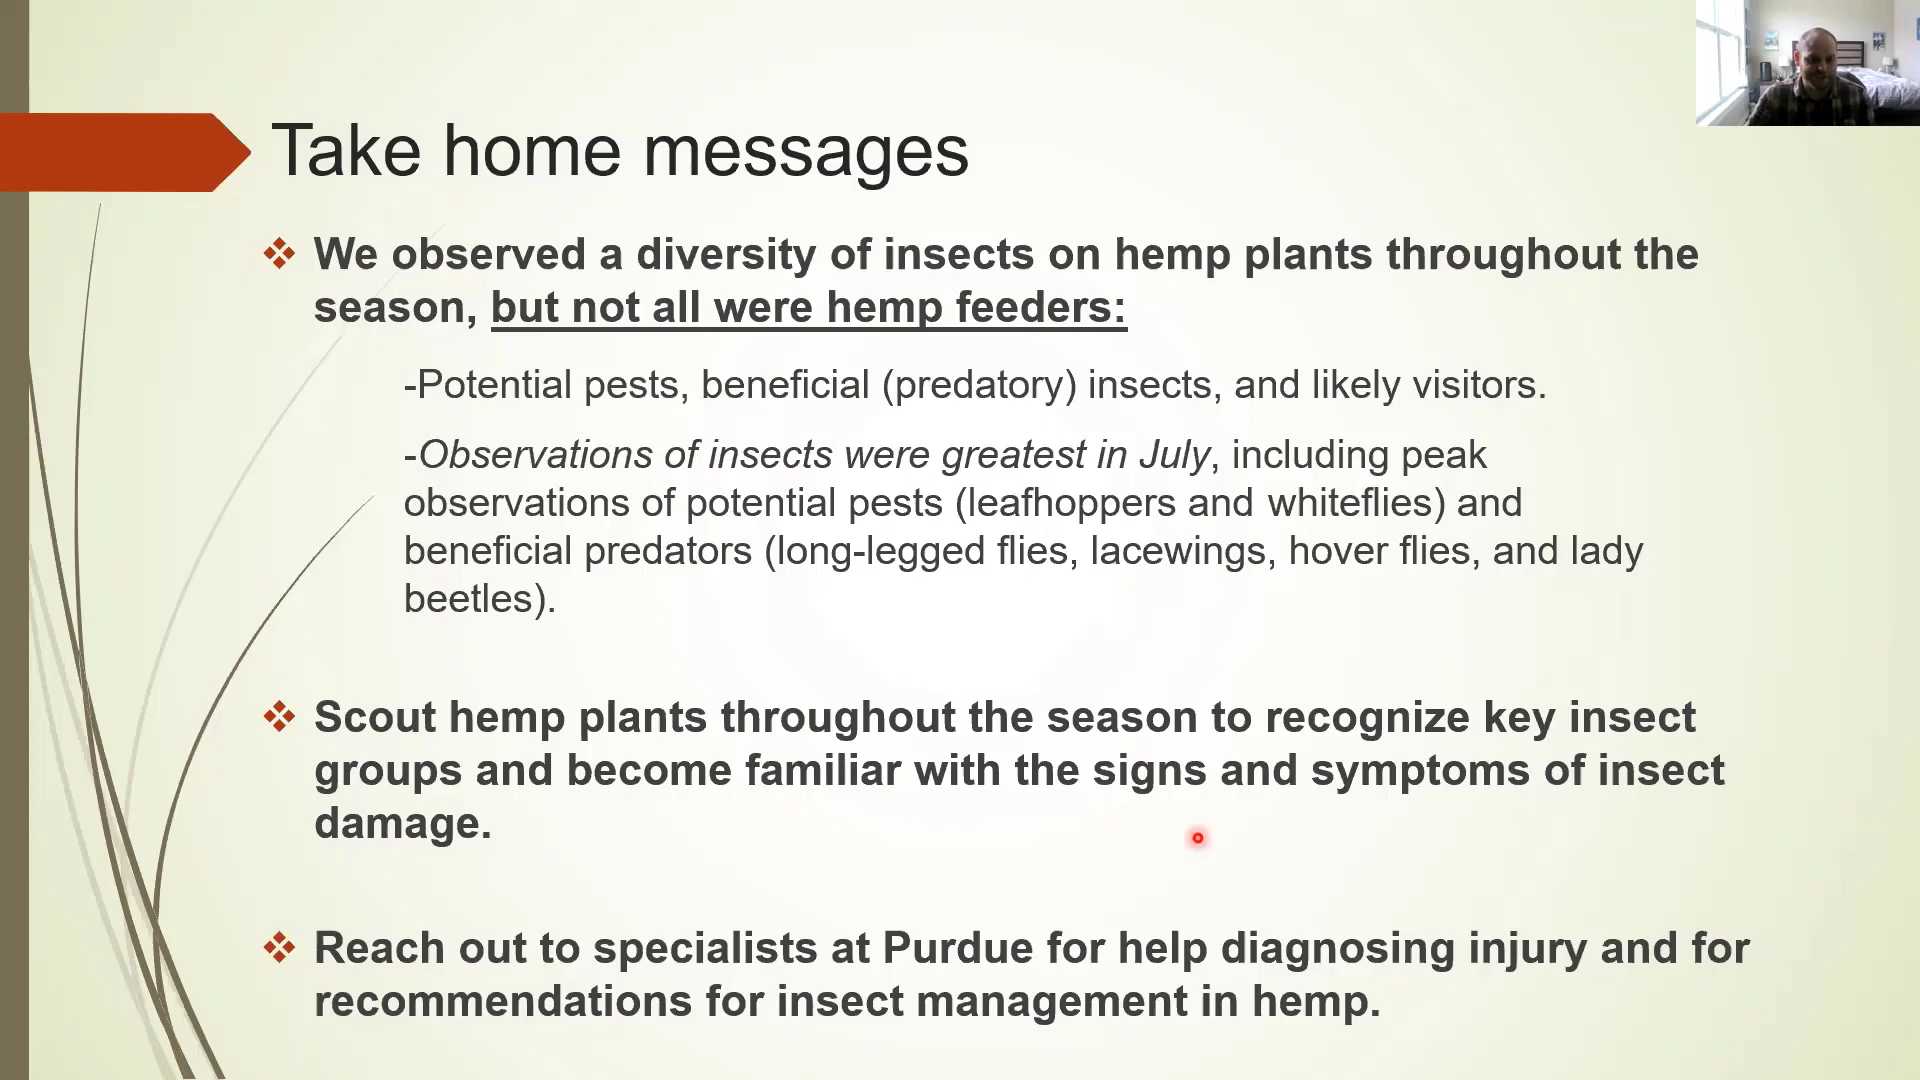 Take home messages
We observed a diversity of insects on hemp plants throughout the
season, but not all were hemp feeders:
-Potential pests, beneficial (predatory) insects, and likely visitors.
-Observations of insects were greatest in July, including peak
observations of potential pests (leafhoppers and whiteflies) and
beneficial predators (long-legged flies, lacewings, hover flies, and lady
beetles).
Scout hemp plants throughout the season to recognize key insect
groups and become familiar with the signs and symptoms of insect
damage.
Reach out to specialists at Purdue for help diagnosing injury and for
recommendations for insect management in hemp.